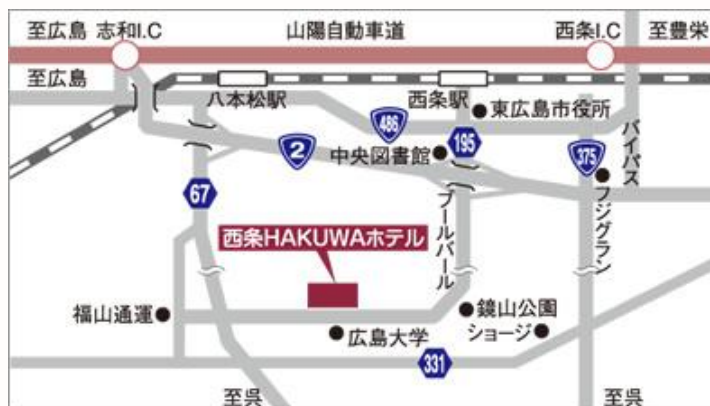 至広島 志和I.C
山陽自動車道
西条I.C
至豊栄
至広島
八本松駅
西条駅
東広島市役所
486
2
中央図書館
195
375
バイパス
フジグラン
67
ブールバール
西条HAKUWAホテル
福山通運
広島大学
鏡山公園
ショージ
331
至呉
至呉